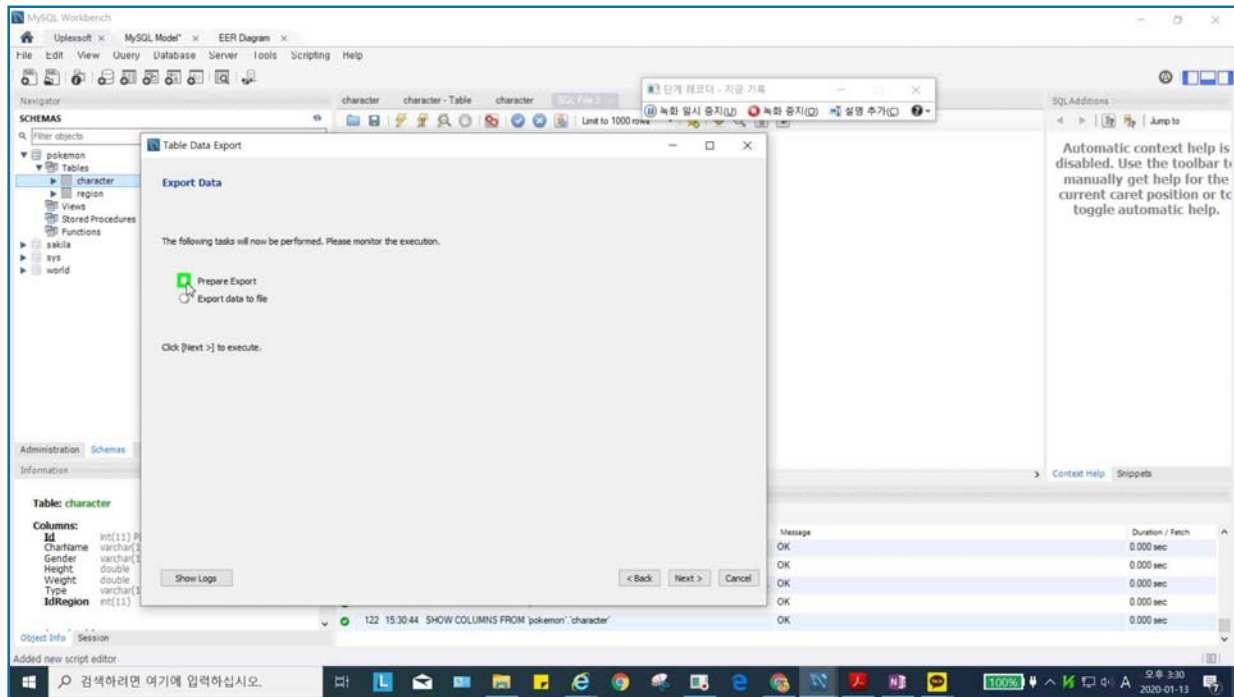 MySQL Workbench
Uplexsoft × MySQL Model* × EER Diagram ×
File Edit View Query Database Server Tools Scripting Help
단계 레코더 - 지금 기록
녹화 일시 중지(U) 녹화 중지(O) 설명 추가(C)
Navigator
character character - Table character SQL File 3
SQL Additions
SCHEMAS
Limit to 1000 rows
Jump to
Filter objects
pokemon
Tables
character
region
Views
Stored Procedures
Functions
sakila
sys
world
Table Data Export
Export Data
The following tasks will now be performed. Please monitor the execution.
Prepare Export
Export data to file
Click [Next >] to execute.
Show Logs
< Back Next > Cancel
Automatic context help is
disabled. Use the toolbar to
manually get help for the
current caret position or to
toggle automatic help.
Administration Schemas
Information
Context Help Snippets
Table: character
Columns:
Id int(11)
CharName
Gender
Height double
Weight double
Type
IdRegion int(11)
Message Duration / Fetch
OK 0.000 sec
OK 0.000 sec
OK 0.000 sec
OK 0.000 sec
122 15:30:44 SHOW COLUMNS FROM `pokemon`.`character` OK 0.000 sec
Object Info Session
Added new script editor
검색하려면 여기에 입력하십시오.
100%
A
오후 3:30
2020-01-13